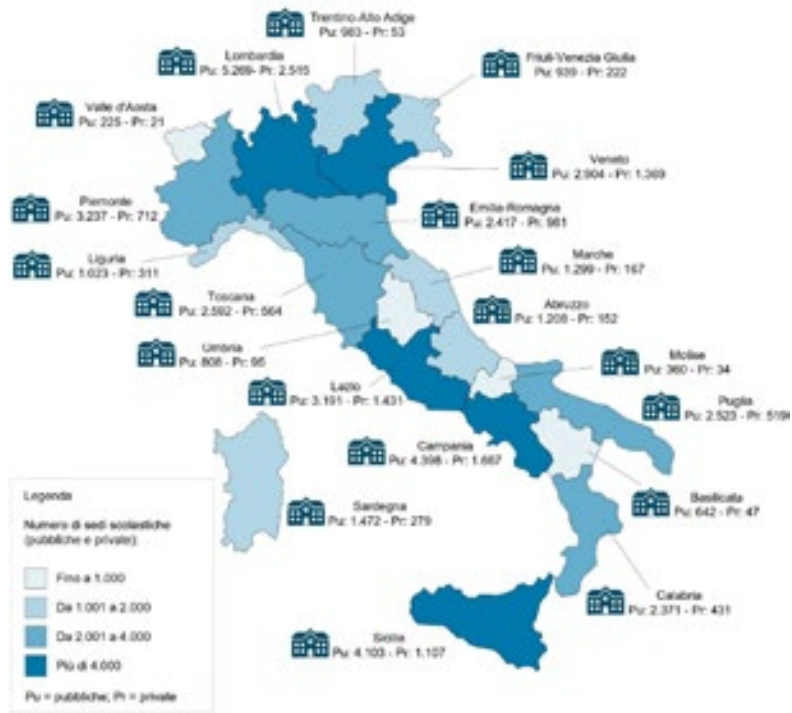 Trentino-Alto Adige
Pu: 983 - Pr: 53
Lombardia
Pu: 5.269- Pr: 2.515
Friuli-Venezia Giulia
Pu: 939 - Pr: 222
Valle d'Aosta
Pu: 225 - Pr: 21
Veneto
Pu: 2.904 - Pr: 1.369
Piemonte
Pu: 3.237 - Pr: 712
Emilia-Romagna
Pu: 2.417 - Pr: 981
Liguria
Pu: 1.023 - Pr: 311
Marche
Pu: 1.299 - Pr: 167
Toscana
Pu: 2.592 - Pr: 564
Abruzzo
Pu: 1.208 - Pr: 152
Umbria
Pu: 808 - Pr: 95
Molise
Pu: 360 - Pr: 34
Lazio
Pu: 3.191 - Pr: 1.431
Puglia
Pu: 2.523 - Pr: 519
Campania
Pu: 4.398 - Pr: 1.667
Basilicata
Pu: 642 - Pr: 47
Sardegna
Pu: 1.472 - Pr: 279
Calabria
Pu: 2.371 - Pr: 431
Sicilia
Pu: 4.103 - Pr: 1.107
Legenda
Numero di sedi scolastiche
(pubbliche e private)
Fino a 1.000
Da 1.001 a 2.000
Da 2.001 a 4.000
Più di 4.000
Pu = pubbliche; Pr = private